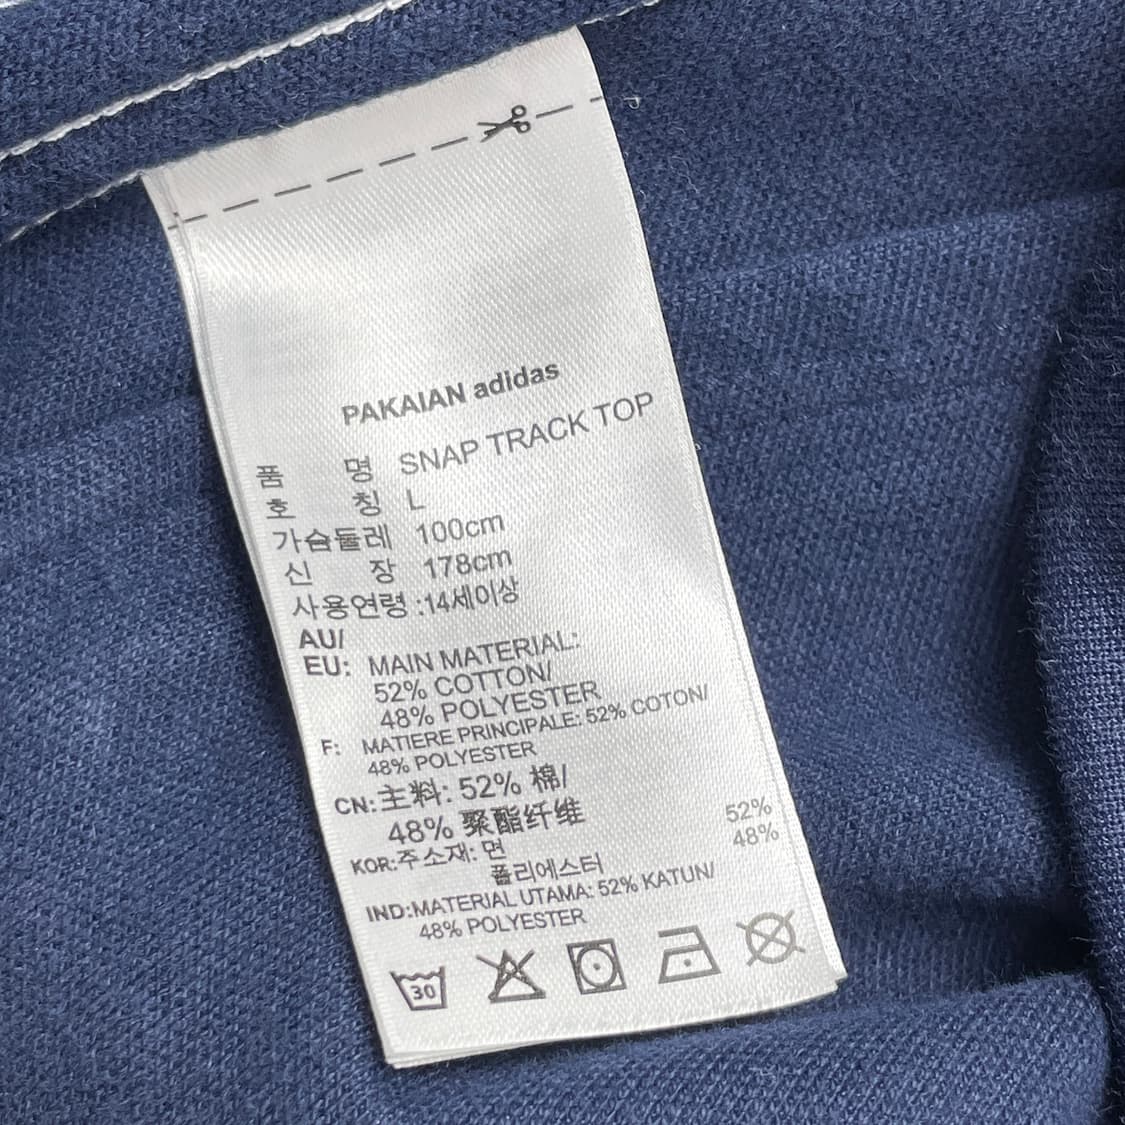 PAKAIAN adidas
품 명 SNAP TRACK TOP
호 칭 L
가슴둘레 100cm
신 장 178cm
사용연령 :14세이상
AU/
EU: MAIN MATERIAL:
52% COTTON/
48% POLYESTER
F: MATIERE PRINCIPALE: 52% COTON/
48% POLYESTER
CN:主料: 52% 棉/
48% 聚酯纤维
KOR:주소재: 면 52%
폴리에스터 48%
IND:MATERIAL UTAMA: 52% KATUN/
48% POLYESTER
30